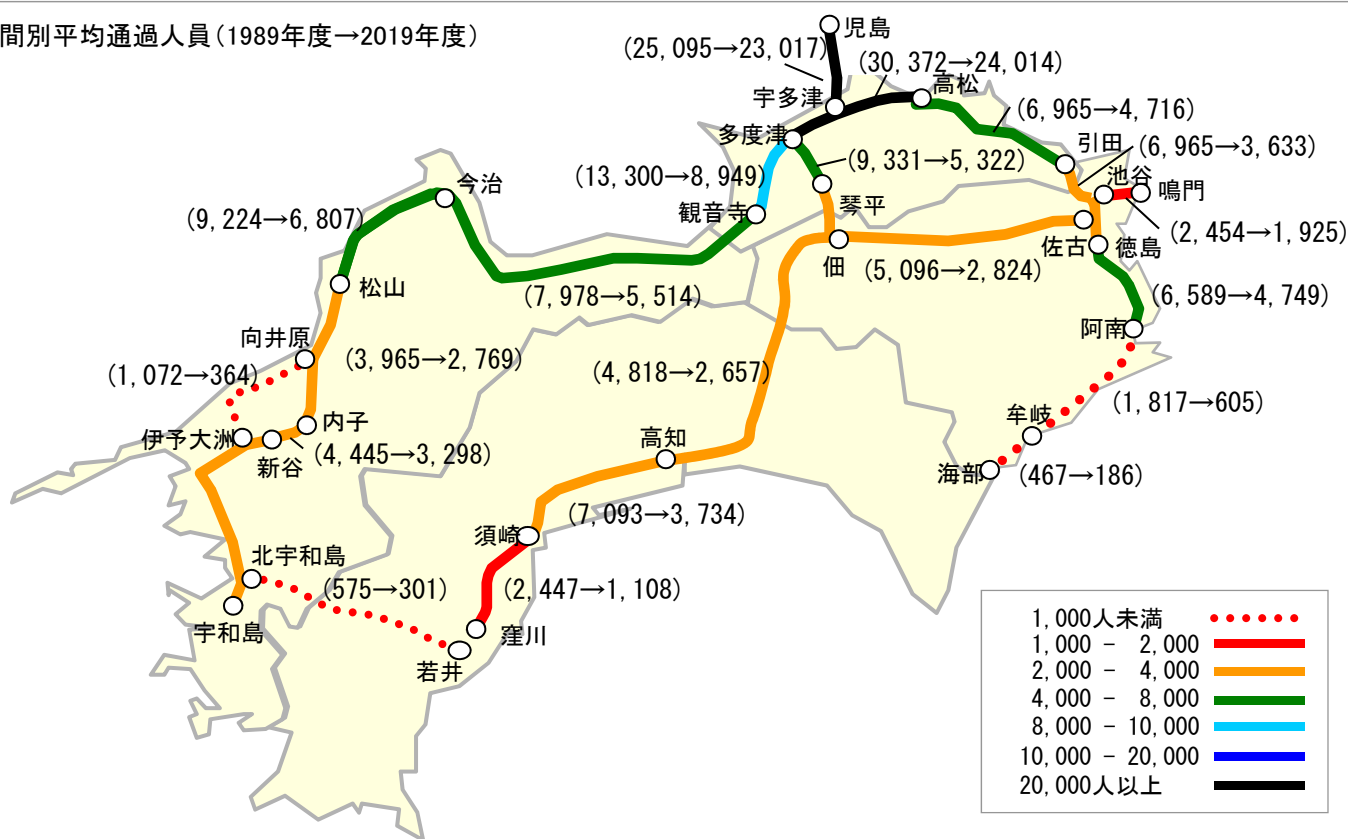 間別平均通過人員(1989年度→2019年度)
児島
(25,095→23,017)
(30,372→24,014)
宇多津
高松
(6,965→4,716)
多度津
引田
(6,965→3,633)
(9,331→5,322)
池谷
鳴門
(13,300→8,949)
今治
観音寺
琴平
(9,224→6,807)
(2,454→1,925)
佐古
徳島
佃
(5,096→2,824)
松山
(7,978→5,514)
(6,589→4,749)
阿南
向井原
(3,965→2,769)
(1,072→364)
(4,818→2,657)
(1,817→605)
牟岐
内子
伊予大洲
新谷
(4,445→3,298)
高知
海部
(467→186)
(7,093→3,734)
須崎
北宇和島
(575→301)
(2,447→1,108)
宇和島
窪川
若井
1,000人未満
1,000 - 2,000
2,000 - 4,000
4,000 - 8,000
8,000 - 10,000
10,000 - 20,000
20,000人以上